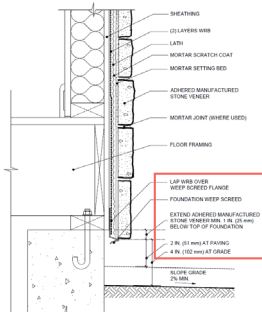 SHEATHING
(2) LAYERS WRB
LATH
MORTAR SCRATCH COAT
MORTAR SETTING BED
ADHERED MANUFACTURED
STONE VENEER
MORTAR JOINT (WHERE USED)
FLOOR FRAMING
LAP WRB OVER
WEEP SCREED FLANGE
FOUNDATION WEEP SCREED
EXTEND ADHERED MANUFACTURED
STONE VENEER MIN. 1 IN. (25 mm)
BELOW TOP OF FOUNDATION
2 IN. (51 mm) AT PAVING
4 IN. (102 mm) AT GRADE
SLOPE GRADE
2% MIN.